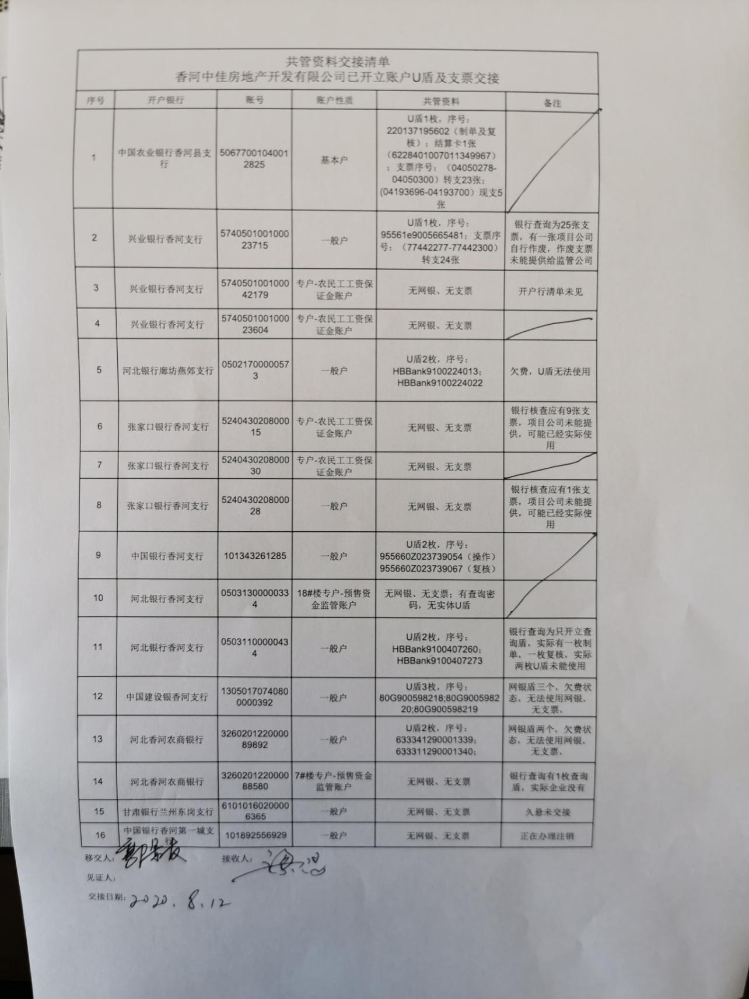 共管资料交接清单
香河中佳房地产开发有限公司已开立账户U盾及支票交接
序号 开户银行 账号 账户性质 共管资料 备注
1 中国农业银行香河县支行 50677001040012825 基本户 U盾1枚，序号：220137195602（制单及复核）；结算卡1张（6228401007011349967）；支票序号：（04050278-04050300）转支23张；(04193696-04193700）现支5张
2 兴业银行香河支行 574050100100023715 一般户 U盾1枚，序号：95561e9005665481；支票序号：（77442277-77442300）转支24张 银行查询为25张支票，有一张项目公司自行作废，作废支票未能提供给监管公司
3 兴业银行香河支行 574050100100042179 专户-农民工工资保证金账户 无网银、无支票 开户行清单未见
4 兴业银行香河支行 574050100100023604 专户-农民工工资保证金账户 无网银、无支票
5 河北银行廊坊燕郊支行 05021700000573 一般户 U盾2枚，序号：HBBank9100224013；HBBank9100224022 欠费，U盾无法使用
6 张家口银行香河支行 524043020800015 专户-农民工工资保证金账户 无网银、无支票 银行核查应有9张支票，项目公司未能提供，可能已经实际使用
7 张家口银行香河支行 524043020800030 专户-农民工工资保证金账户 无网银、无支票
8 张家口银行香河支行 524043020800028 一般户 无网银、无支票 银行核查应有1张支票，项目公司未能提供，可能已经实际使用
9 中国银行香河支行 101343261285 一般户 U盾2枚，序号：955660Z023739054（操作）955660Z023739067（复核）
10 河北银行香河支行 05031300000334 18#楼专户-预售资金监管账户 无网银、无支票；有查询密码，无实体U盾
11 河北银行香河支行 05031100000434 一般户 U盾2枚，序号：HBBank9100407260；HBBank9100407273 银行查询为只开立查询盾，实际有一枚制单，一枚复核，实际两枚U盾未能使用
12 中国建设银香河支行 13050170740800000392 一般户 U盾3枚，序号：80G900598218;80G900598220;80G900598219 网银盾三个，欠费状态，无法使用网银，无支票，
13 河北香河农商银行 326020122000089892 一般户 U盾2枚，序号：633341290001339；633311290001340； 网银盾两个，欠费状态，无法使用网银，无支票，
14 河北香河农商银行 326020122000088580 7#楼专户-预售资金监管账户 无网银、无支票 银行查询有1枚查询盾，实际企业没有
15 甘肃银行兰州东岗支行 61010160200006365 一般户 无网银、无支票 久悬未交接
16 中国银行香河第一城支行 101892556929 一般户 无网银、无支票 正在办理注销
移交人： 接收人：
见证人：
交接日期：2020.8.12